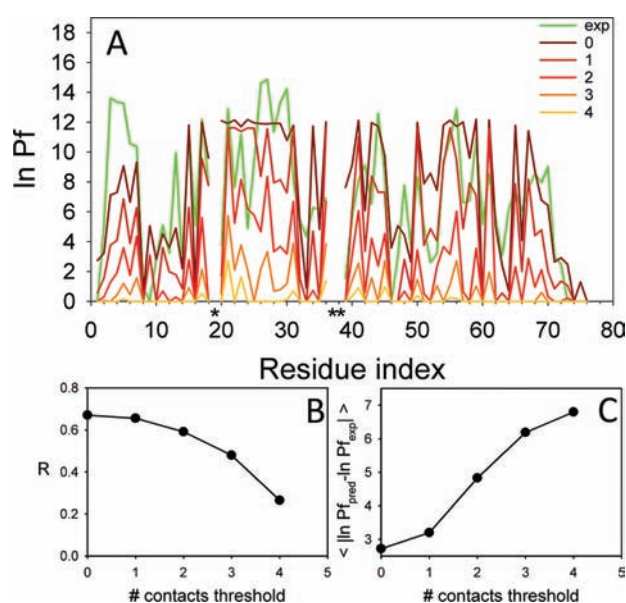 A
exp
0
1
2
3
4
ln Pf
18
16
14
12
10
8
6
4
2
0
0 10 20 30 40 50 60 70 80
* **
Residue index
B
R
0.8
0.6
0.4
0.2
0.0
0 1 2 3 4 5
# contacts threshold
C
< |ln Pfpred-ln Pfexp| >
7
6
5
4
3
0 1 2 3 4 5
# contacts threshold